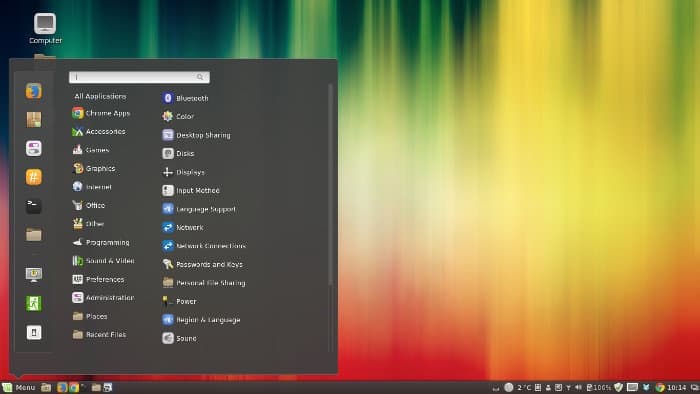 Computer
All Applications
Chrome Apps
Accessories
Games
Graphics
Internet
Office
Other
Programming
Sound & Video
Preferences
Administration
Places
Recent Files
Bluetooth
Color
Desktop Sharing
Disks
Displays
Input Method
Language Support
Network
Network Connections
Passwords and Keys
Personal File Sharing
Power
Region & Language
Sound
Menu
2 °C
100%
10:14